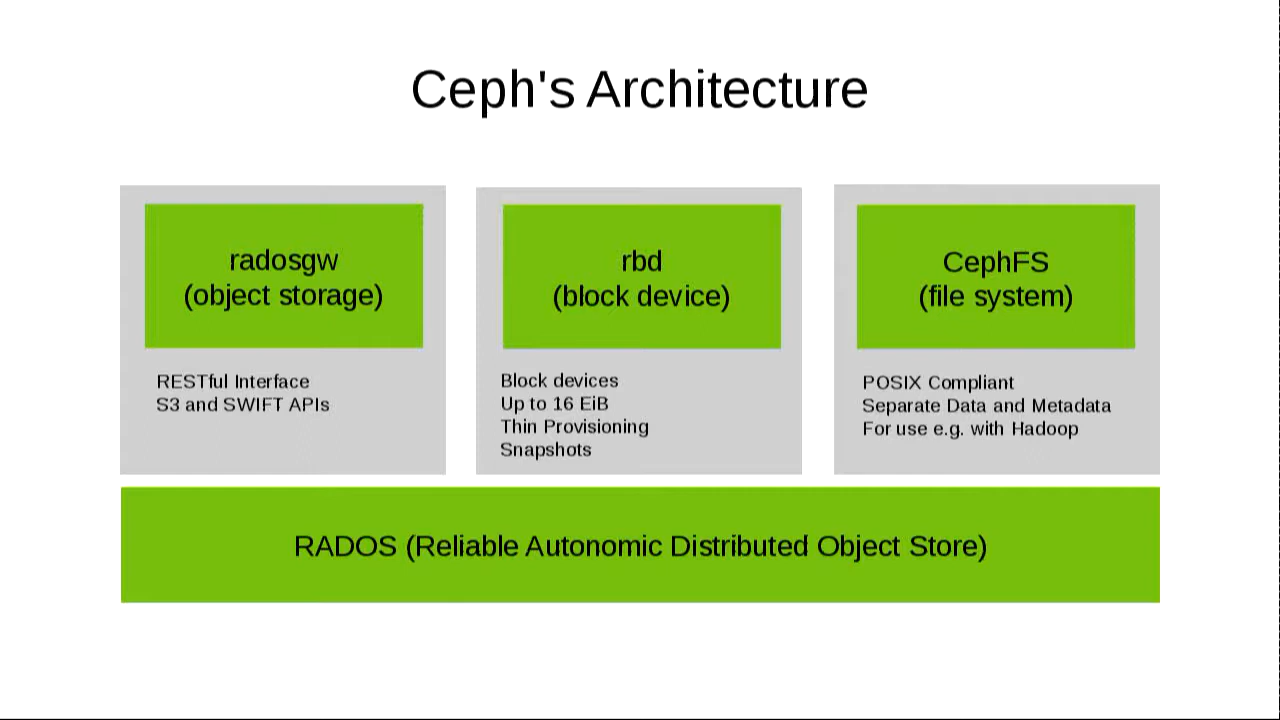 Ceph's Architecture
radosgw
(object storage)
RESTful Interface
S3 and SWIFT APIs
rbd
(block device)
Block devices
Up to 16 EiB
Thin Provisioning
Snapshots
CephFS
(file system)
POSIX Compliant
Separate Data and Metadata
For use e.g. with Hadoop
RADOS (Reliable Autonomic Distributed Object Store)